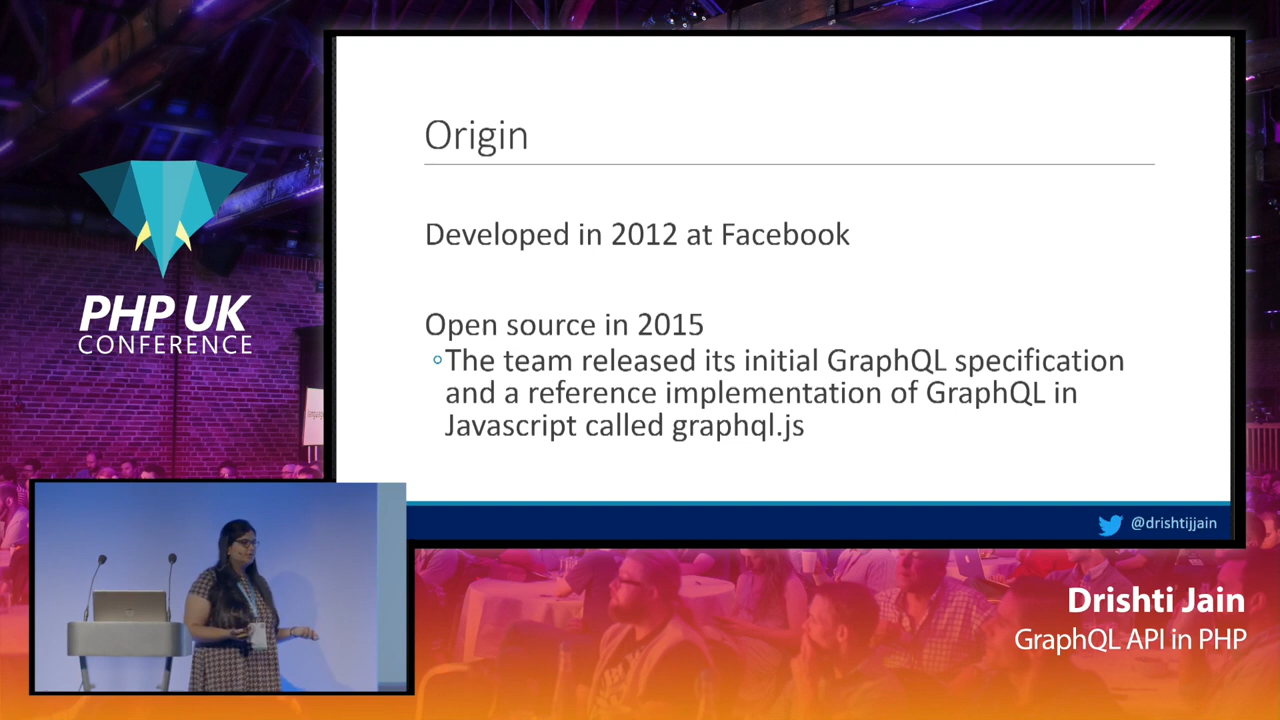 Origin
Developed in 2012 at Facebook
Open source in 2015
The team released its initial GraphQL specification
and a reference implementation of GraphQL in
Javascript called graphql.js
@drishtijjain
PHP UK
CONFERENCE
Drishti Jain
GraphQL API in PHP